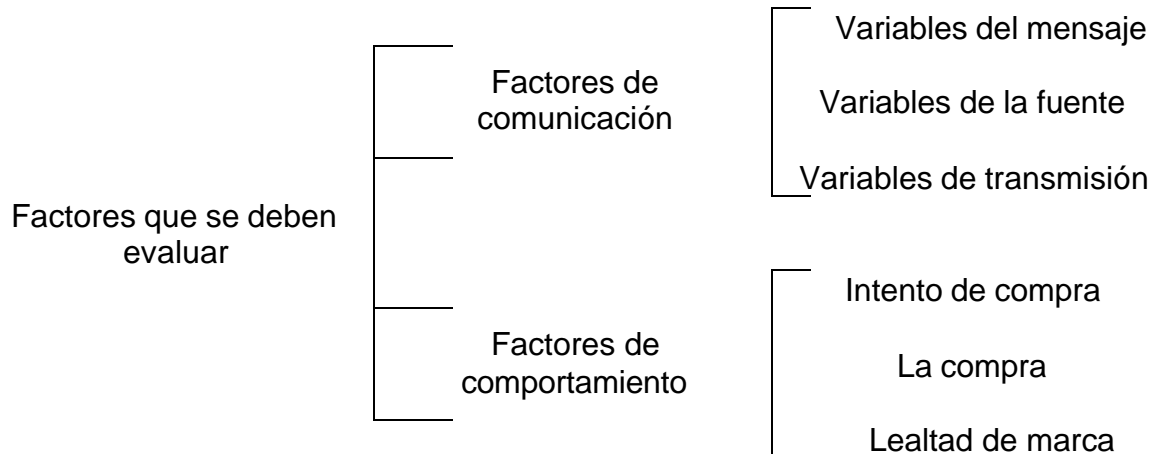 Factores que se deben
evaluar
Factores de
comunicación
Variables del mensaje
Variables de la fuente
Variables de transmisión
Factores de
comportamiento
Intento de compra
La compra
Lealtad de marca